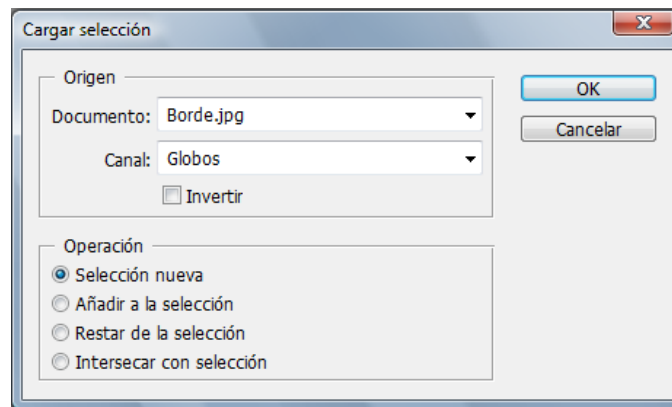 Cargar selección
Origen
Documento: Borde.jpg
Canal: Globos
Invertir
OK
Cancelar
Operación
Selección nueva
Añadir a la selección
Restar de la selección
Intersecar con selección